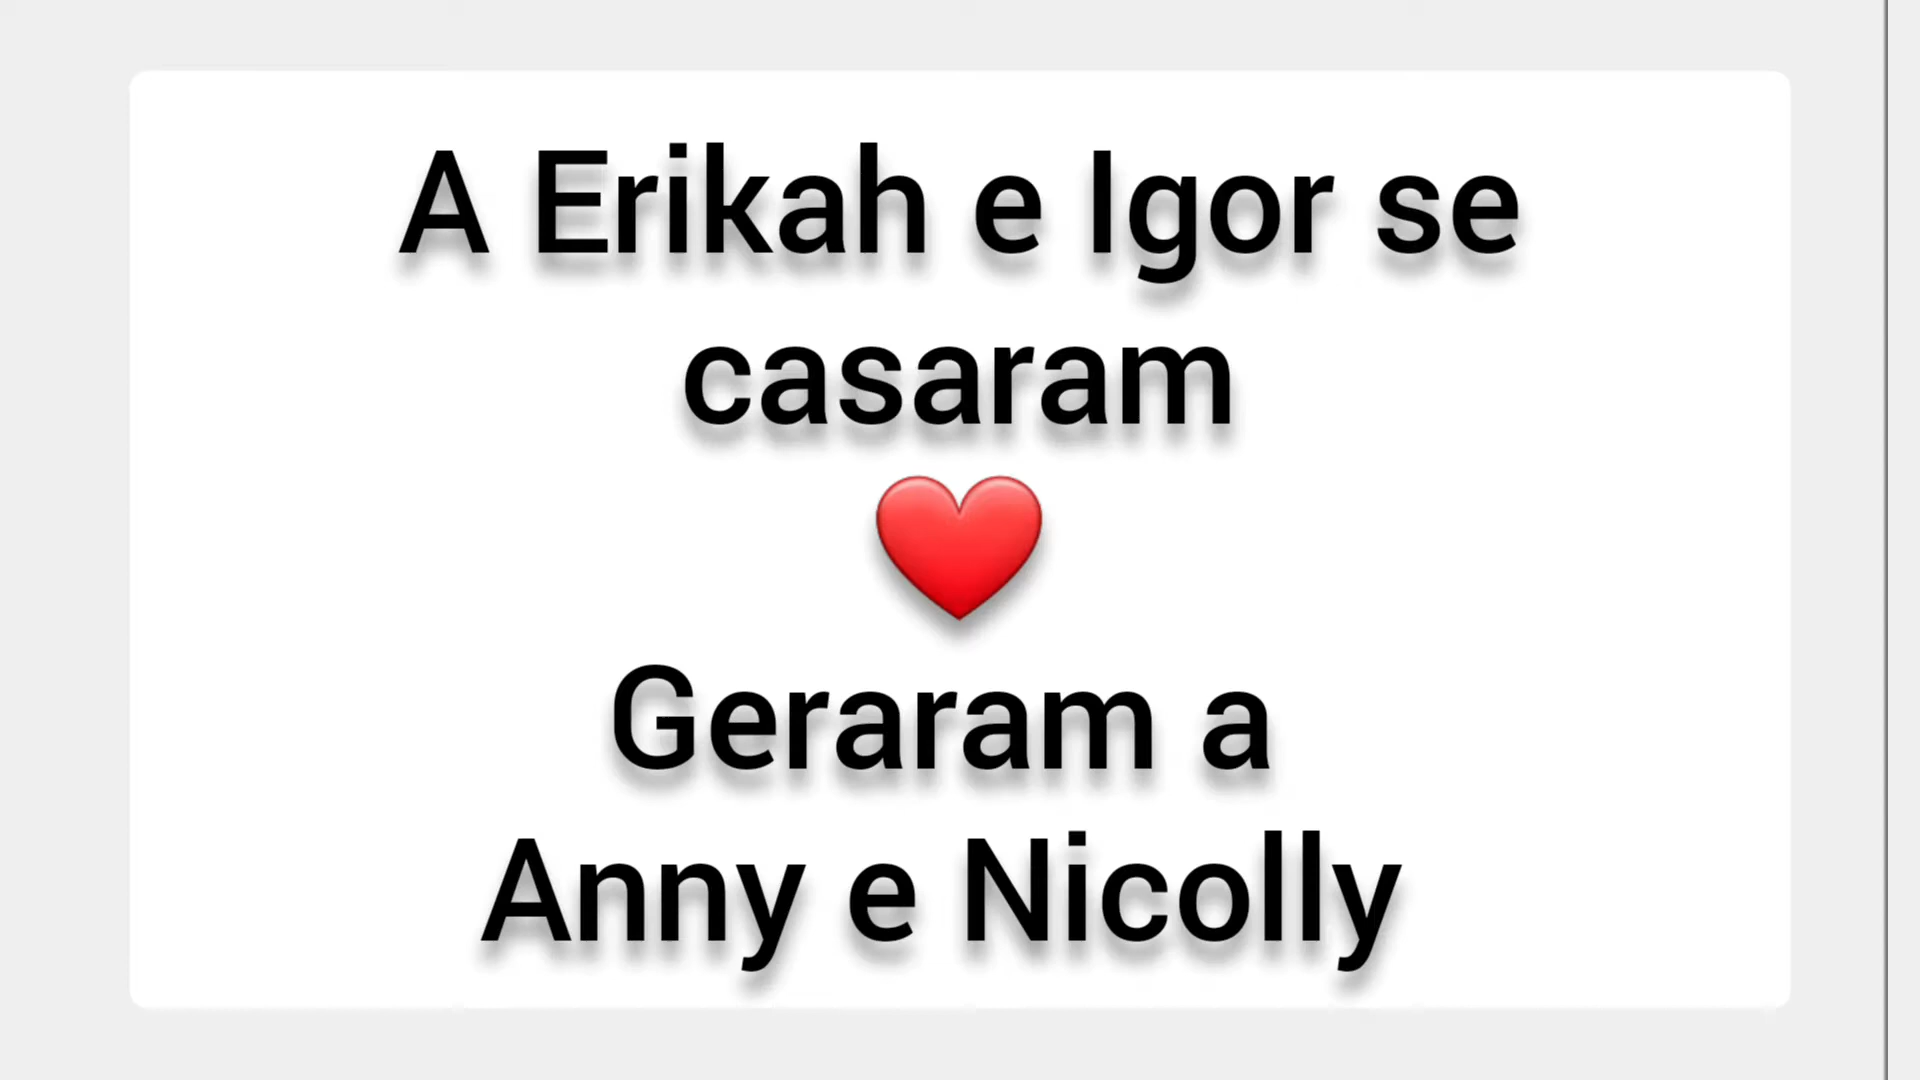 A Erikah e Igor se
casaram
❤️
Geraram a
Anny e Nicolly